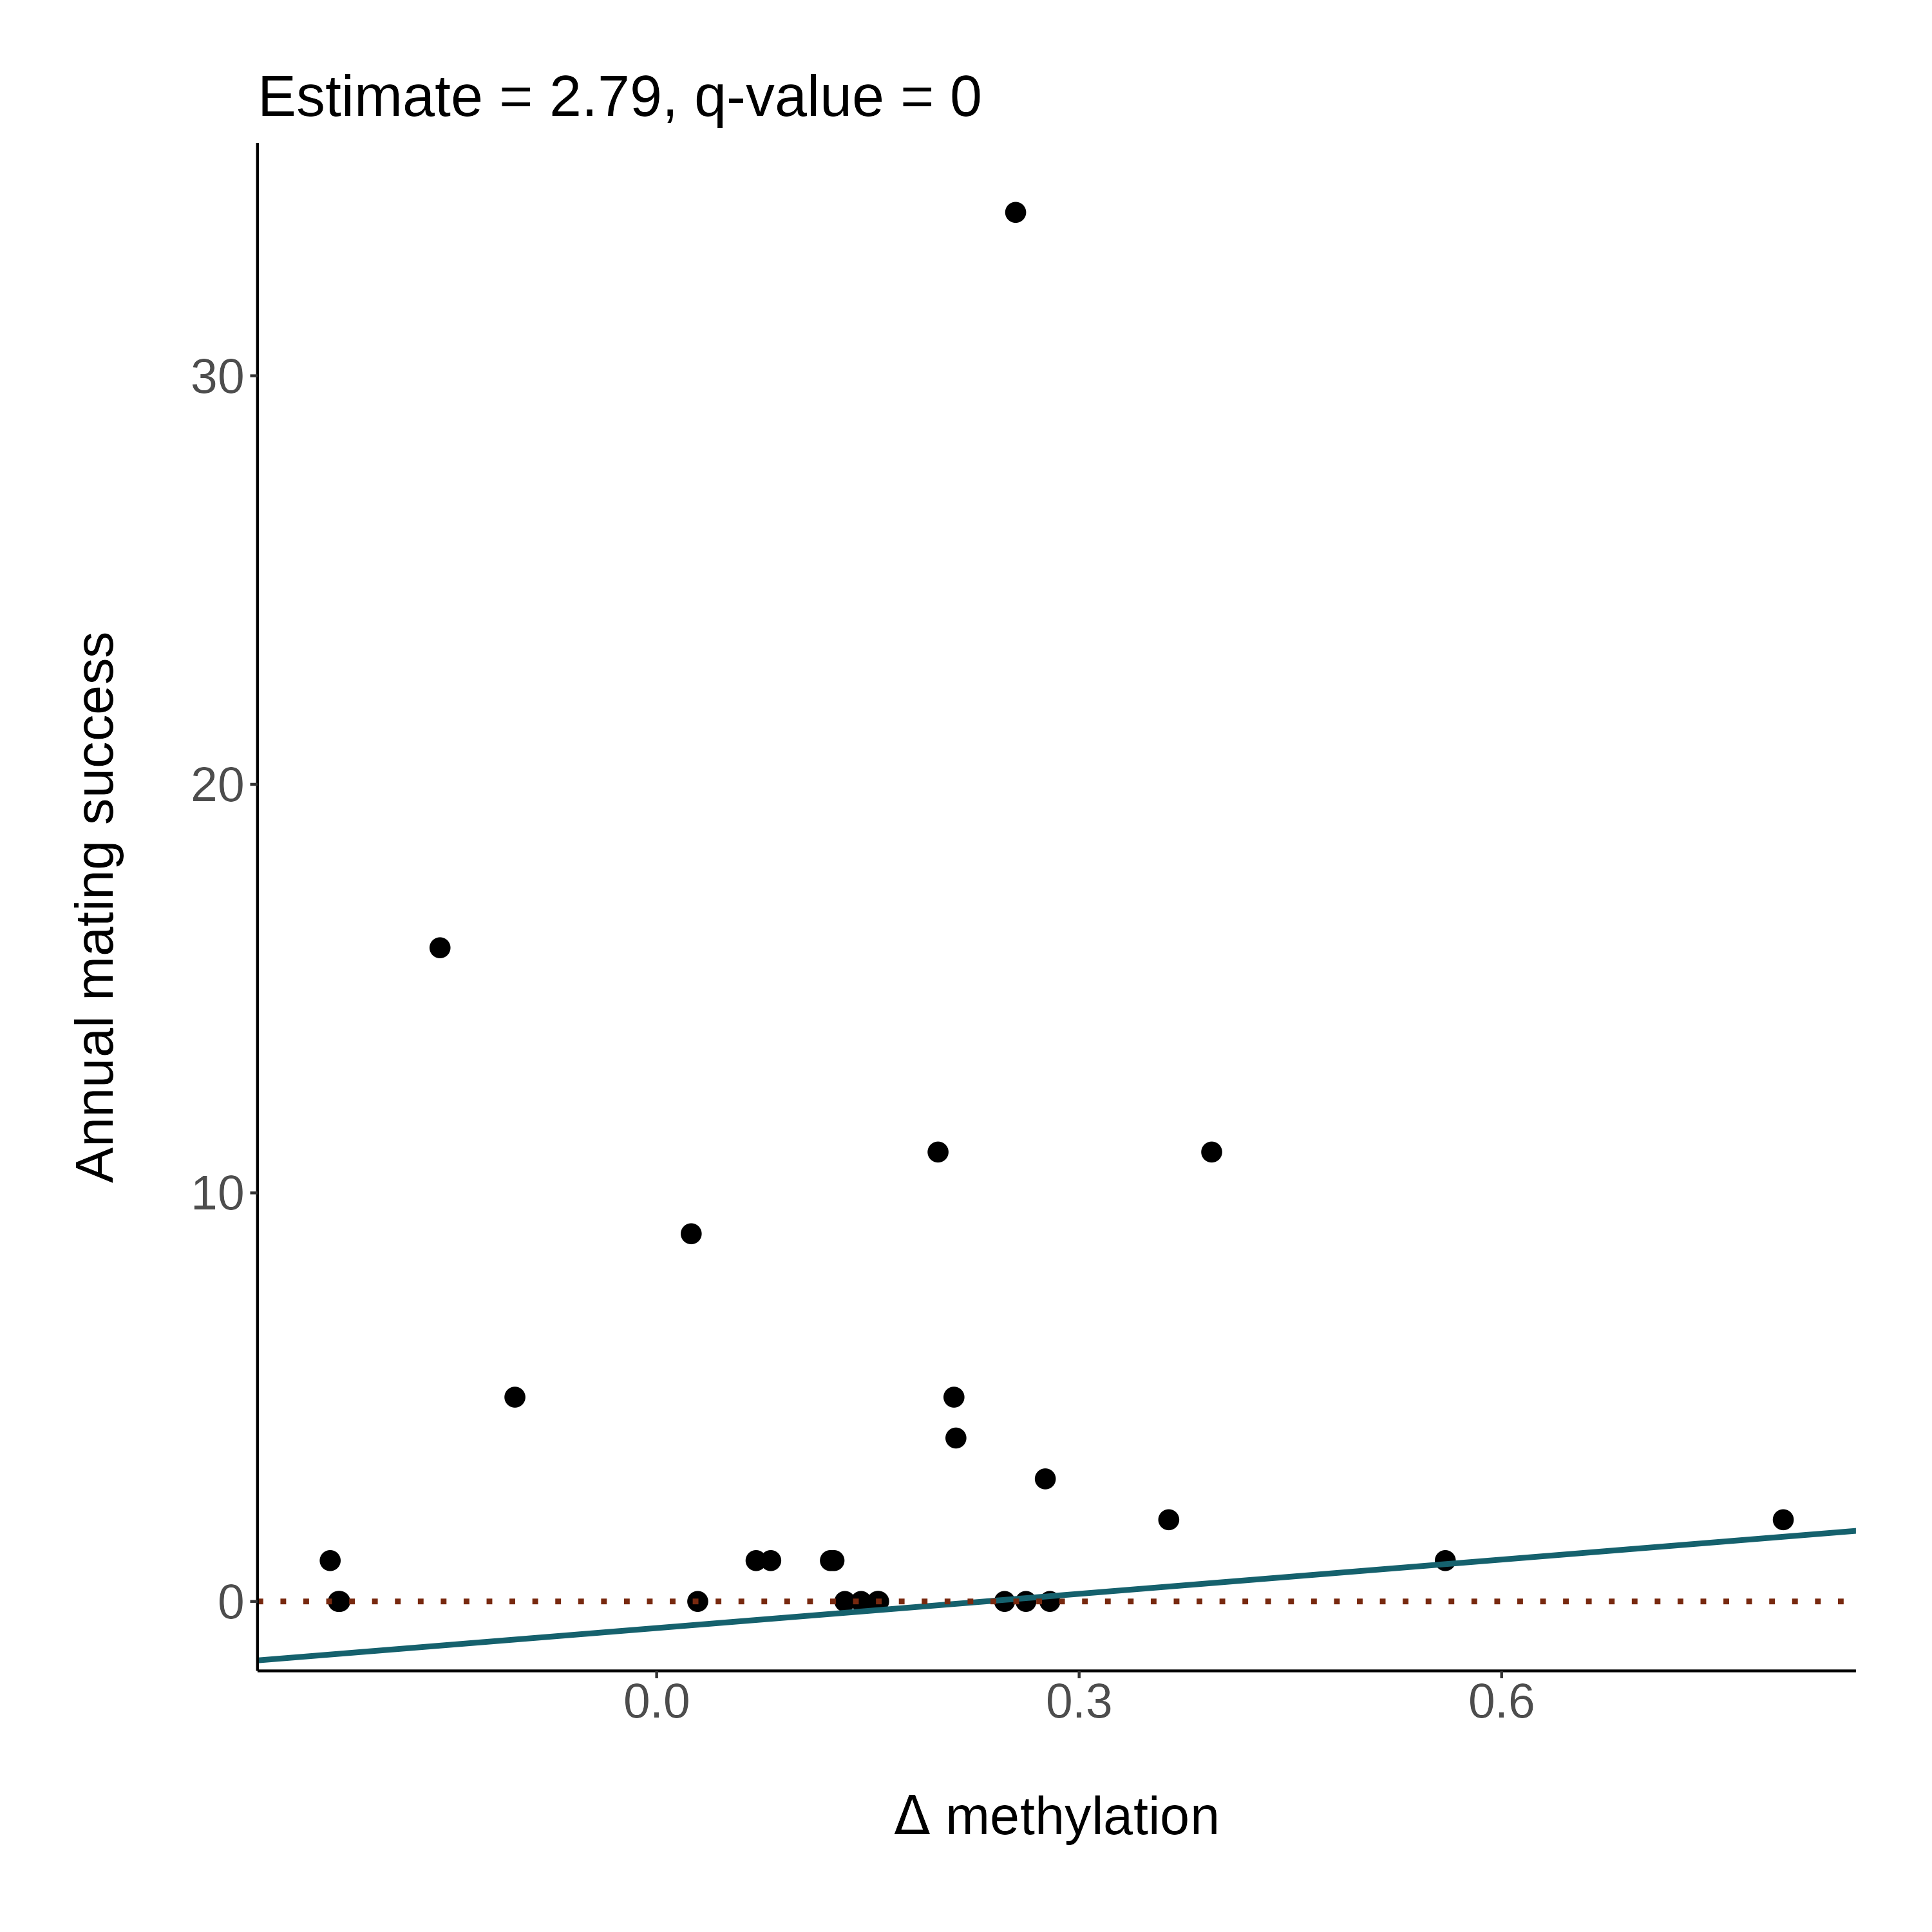 Estimate = 2.79, q-value = 0
Annual mating success
30
20
10
0
0.0
0.3
0.6
Δ methylation